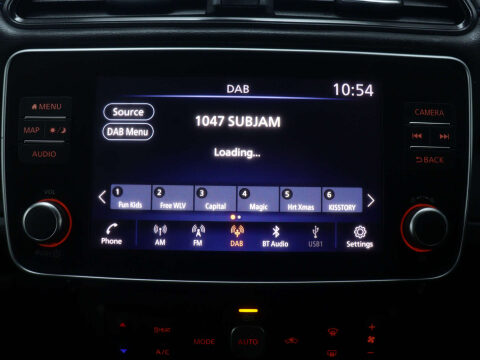 DAB 10:54
MENU
MAP
AUDIO
VOL
Source
DAB Menu
1047 SUBJAM
Loading...
CAMERA
BACK
1 2 3 4 5 6
Fun Kids Free WLV Capital Magic Hrt Xmas KISSTORY
Phone AM FM DAB BT Audio USB1 Settings
MODE AUTO
A/C